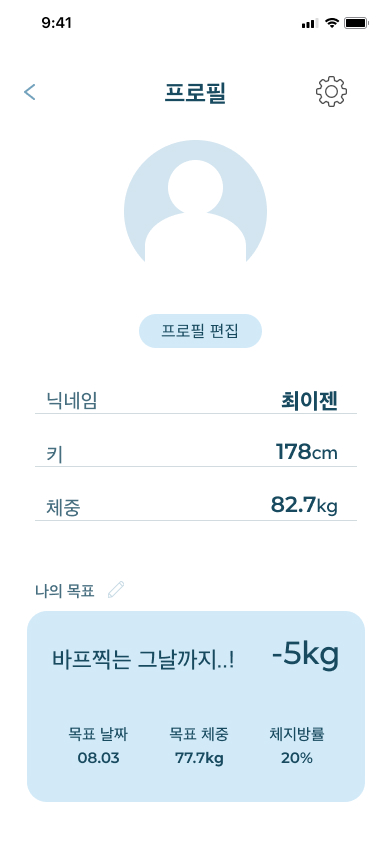 9:41
프로필
프로필 편집
닉네임 최이젠
키 178cm
체중 82.7kg
나의 목표
바프찍는 그날까지..! -5kg
목표 날짜 목표 체중 체지방률
08.03 77.7kg 20%